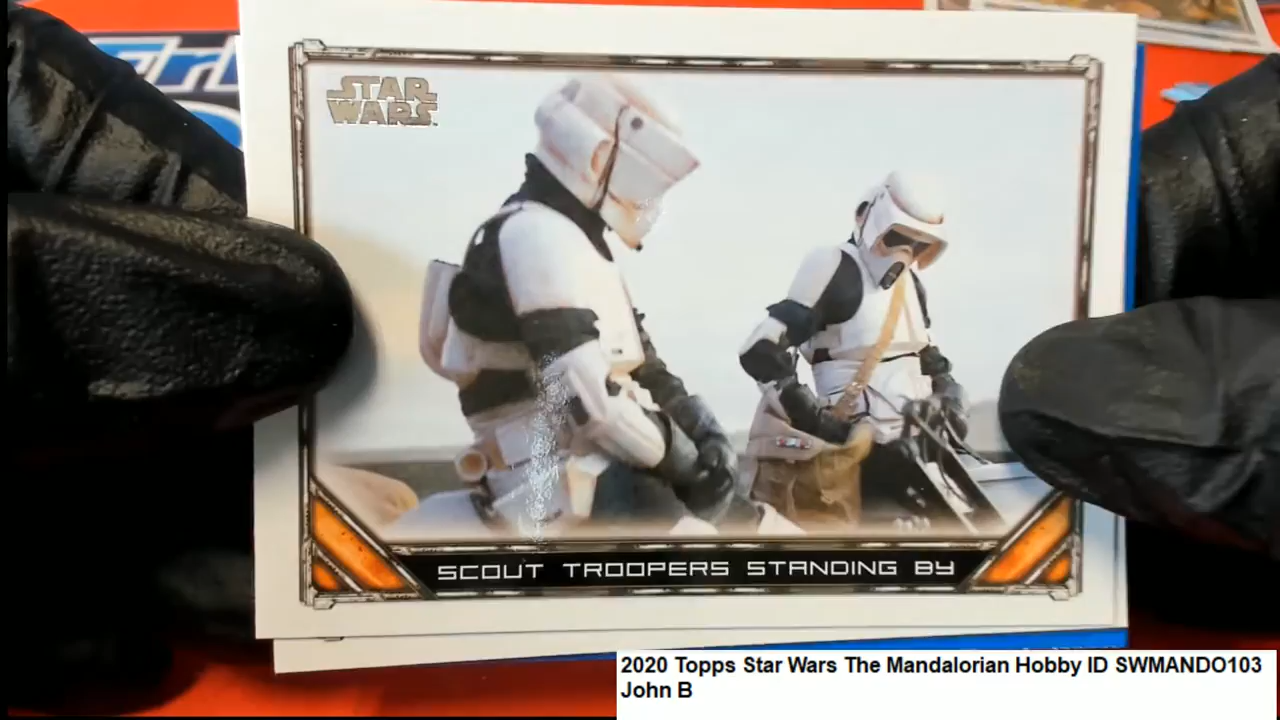 STAR
WARS
SCOUT TROOPERS STANDING BY
2020 Topps Star Wars The Mandalorian Hobby ID SWMANDO103
John B